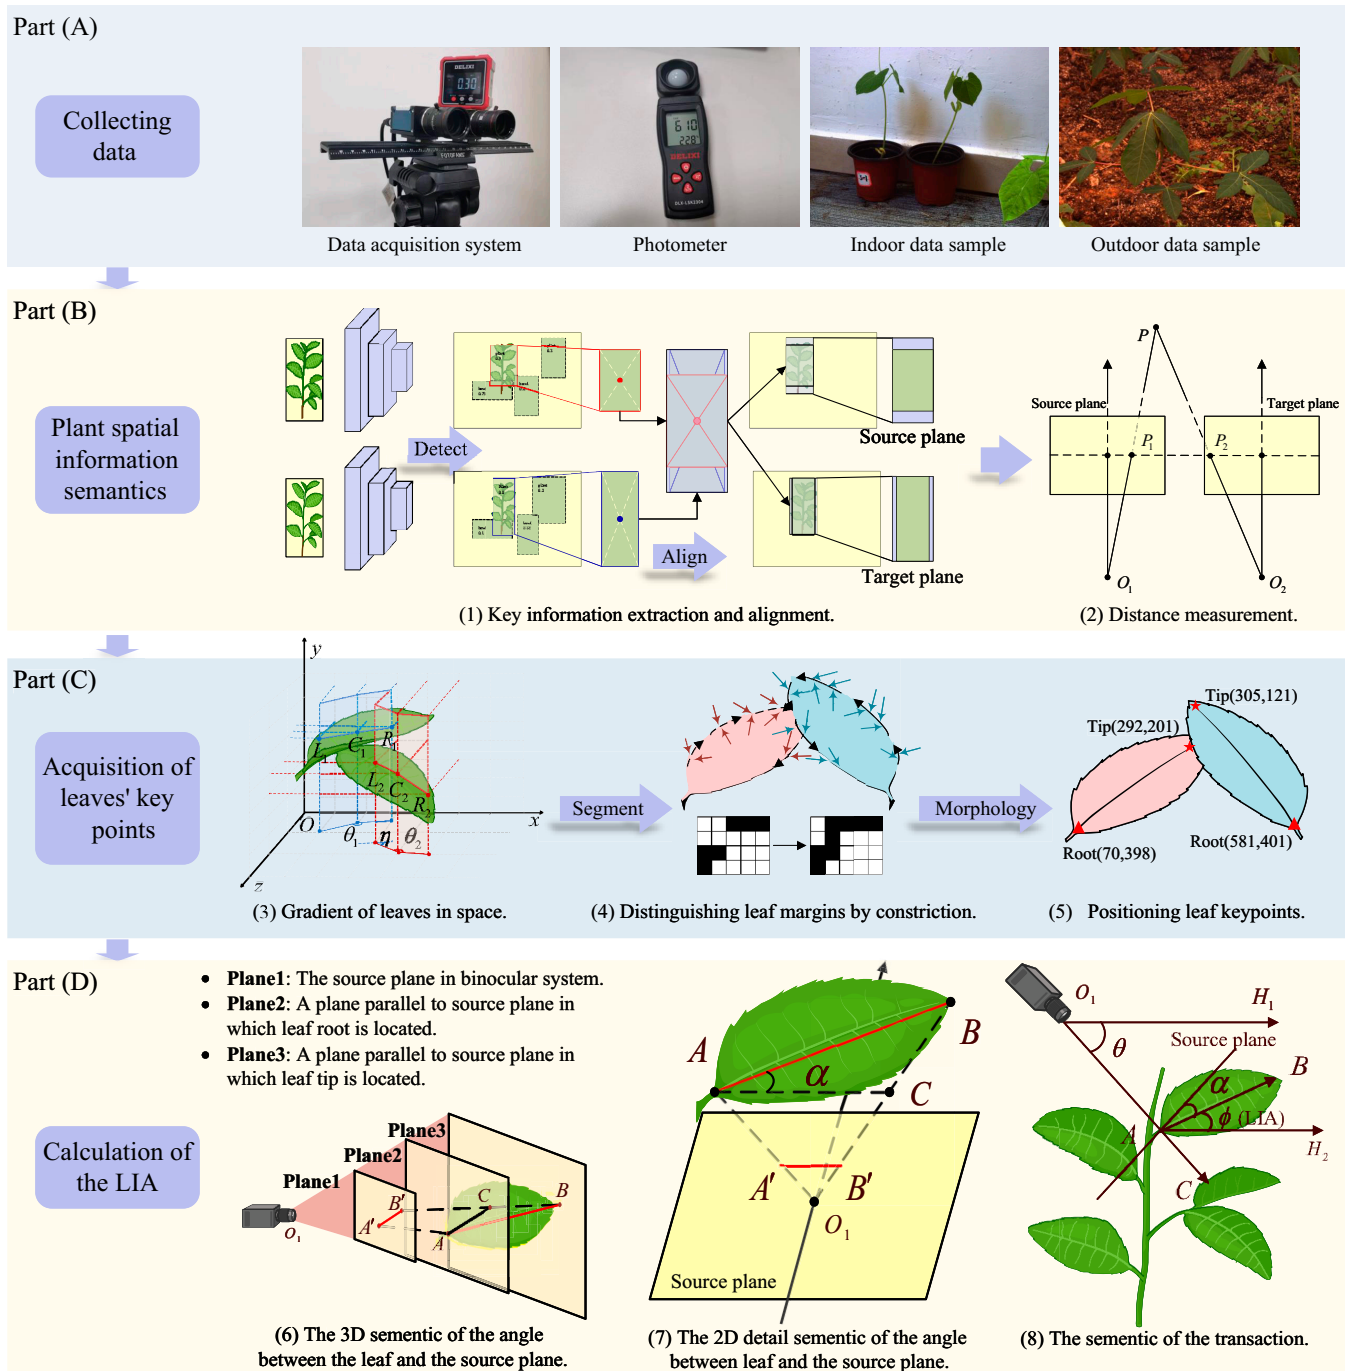 Part (A)
Collecting
data
DELIXI
0.30
610
228
DELIXI
Data acquisition system
Photometer
Indoor data sample
Outdoor data sample
Part (B)
Plant spatial
information
semantics
Detect
Align
Source plane
Target plane
(1) Key information extraction and alignment.
P
Source plane
Target plane
P1
P2
O1
O2
(2) Distance measurement.
Part (C)
Acquisition of
leaves' key
points
y
L1
C1
R1
L2
C2
R2
O
x
θ1
η
θ2
z
(3) Gradient of leaves in space.
Segment
(4) Distinguishing leaf margins by constriction.
Morphology
Tip(305,121)
Tip(292,201)
Root(70,398)
Root(581,401)
(5) Positioning leaf keypoints.
Part (D)
Calculation of
the LIA
• Plane1: The source plane in binocular system.
• Plane2: A plane parallel to source plane in
which leaf root is located.
• Plane3: A plane parallel to source plane in
which leaf tip is located.
Plane3
Plane2
Plane1
O1
A'
B'
C
B
A
(6) The 3D sementic of the angle
between the leaf and the source plane.
A
B
α
C
A'
B'
O1
Source plane
(7) The 2D detail sementic of the angle
between leaf and the source plane.
O1
H1
θ
Source plane
α
B
ϕ (LIA)
A
H2
C
(8) The sementic of the transaction.